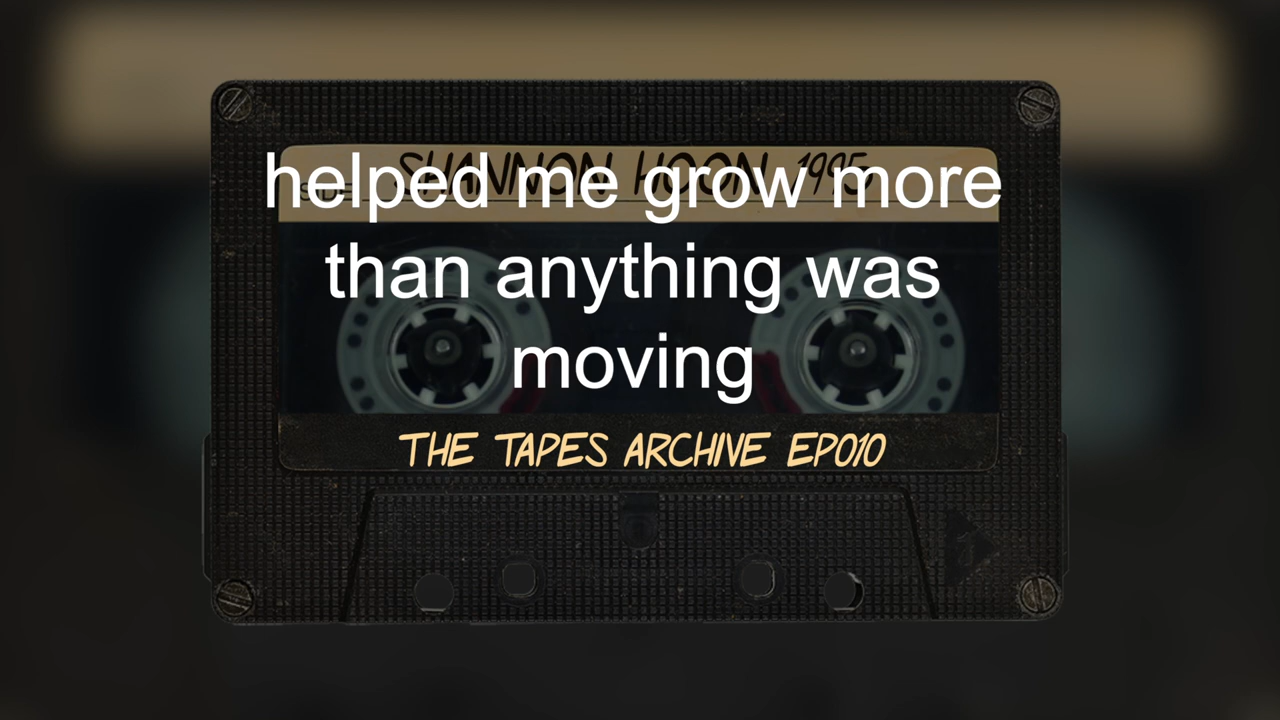 SHANNON HOON 1995
helped me grow more
than anything was
moving
THE TAPES ARCHIVE EP010